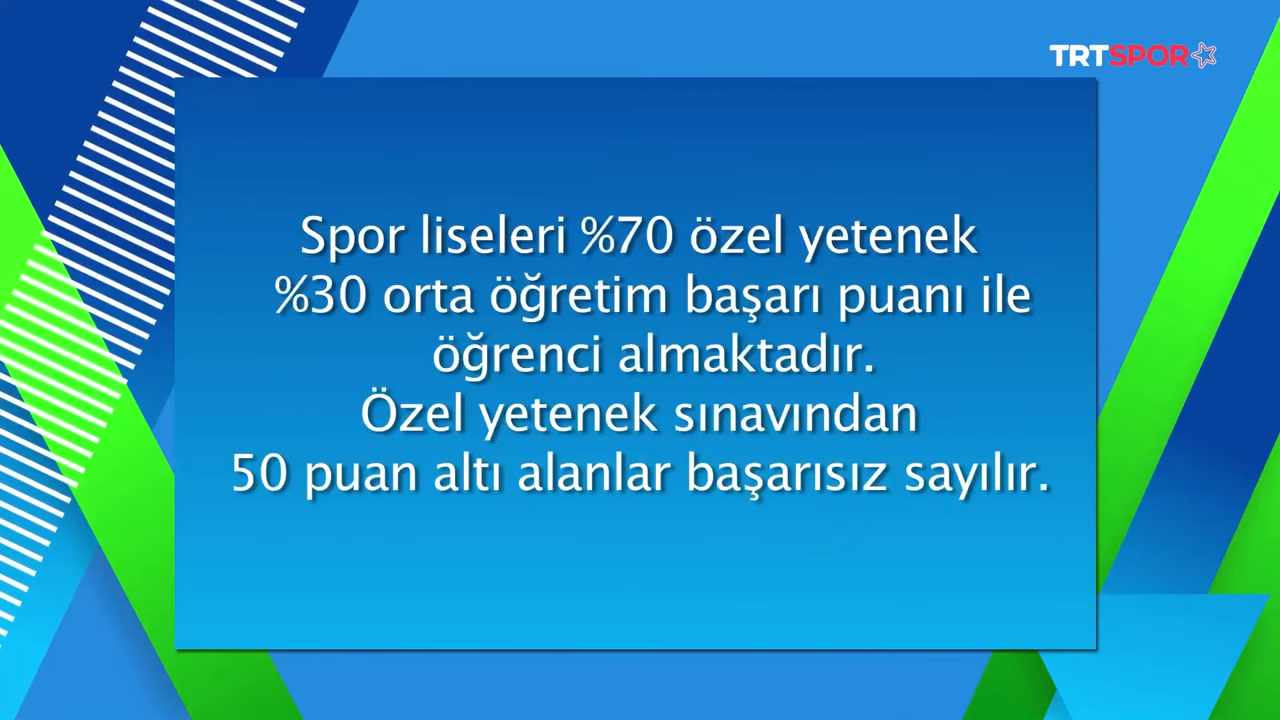 TRTSPOR
Spor liseleri %70 özel yetenek
%30 orta öğretim başarı puanı ile
öğrenci almaktadır.
Özel yetenek sınavından
50 puan altı alanlar başarısız sayılır.